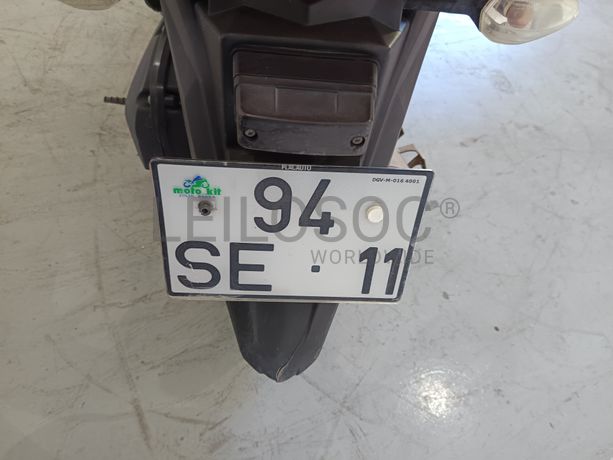 PLACAUTO
DGV-M-016 4001
moto kit
94
LEILOSOC®
WORLDWIDE
SE · 11